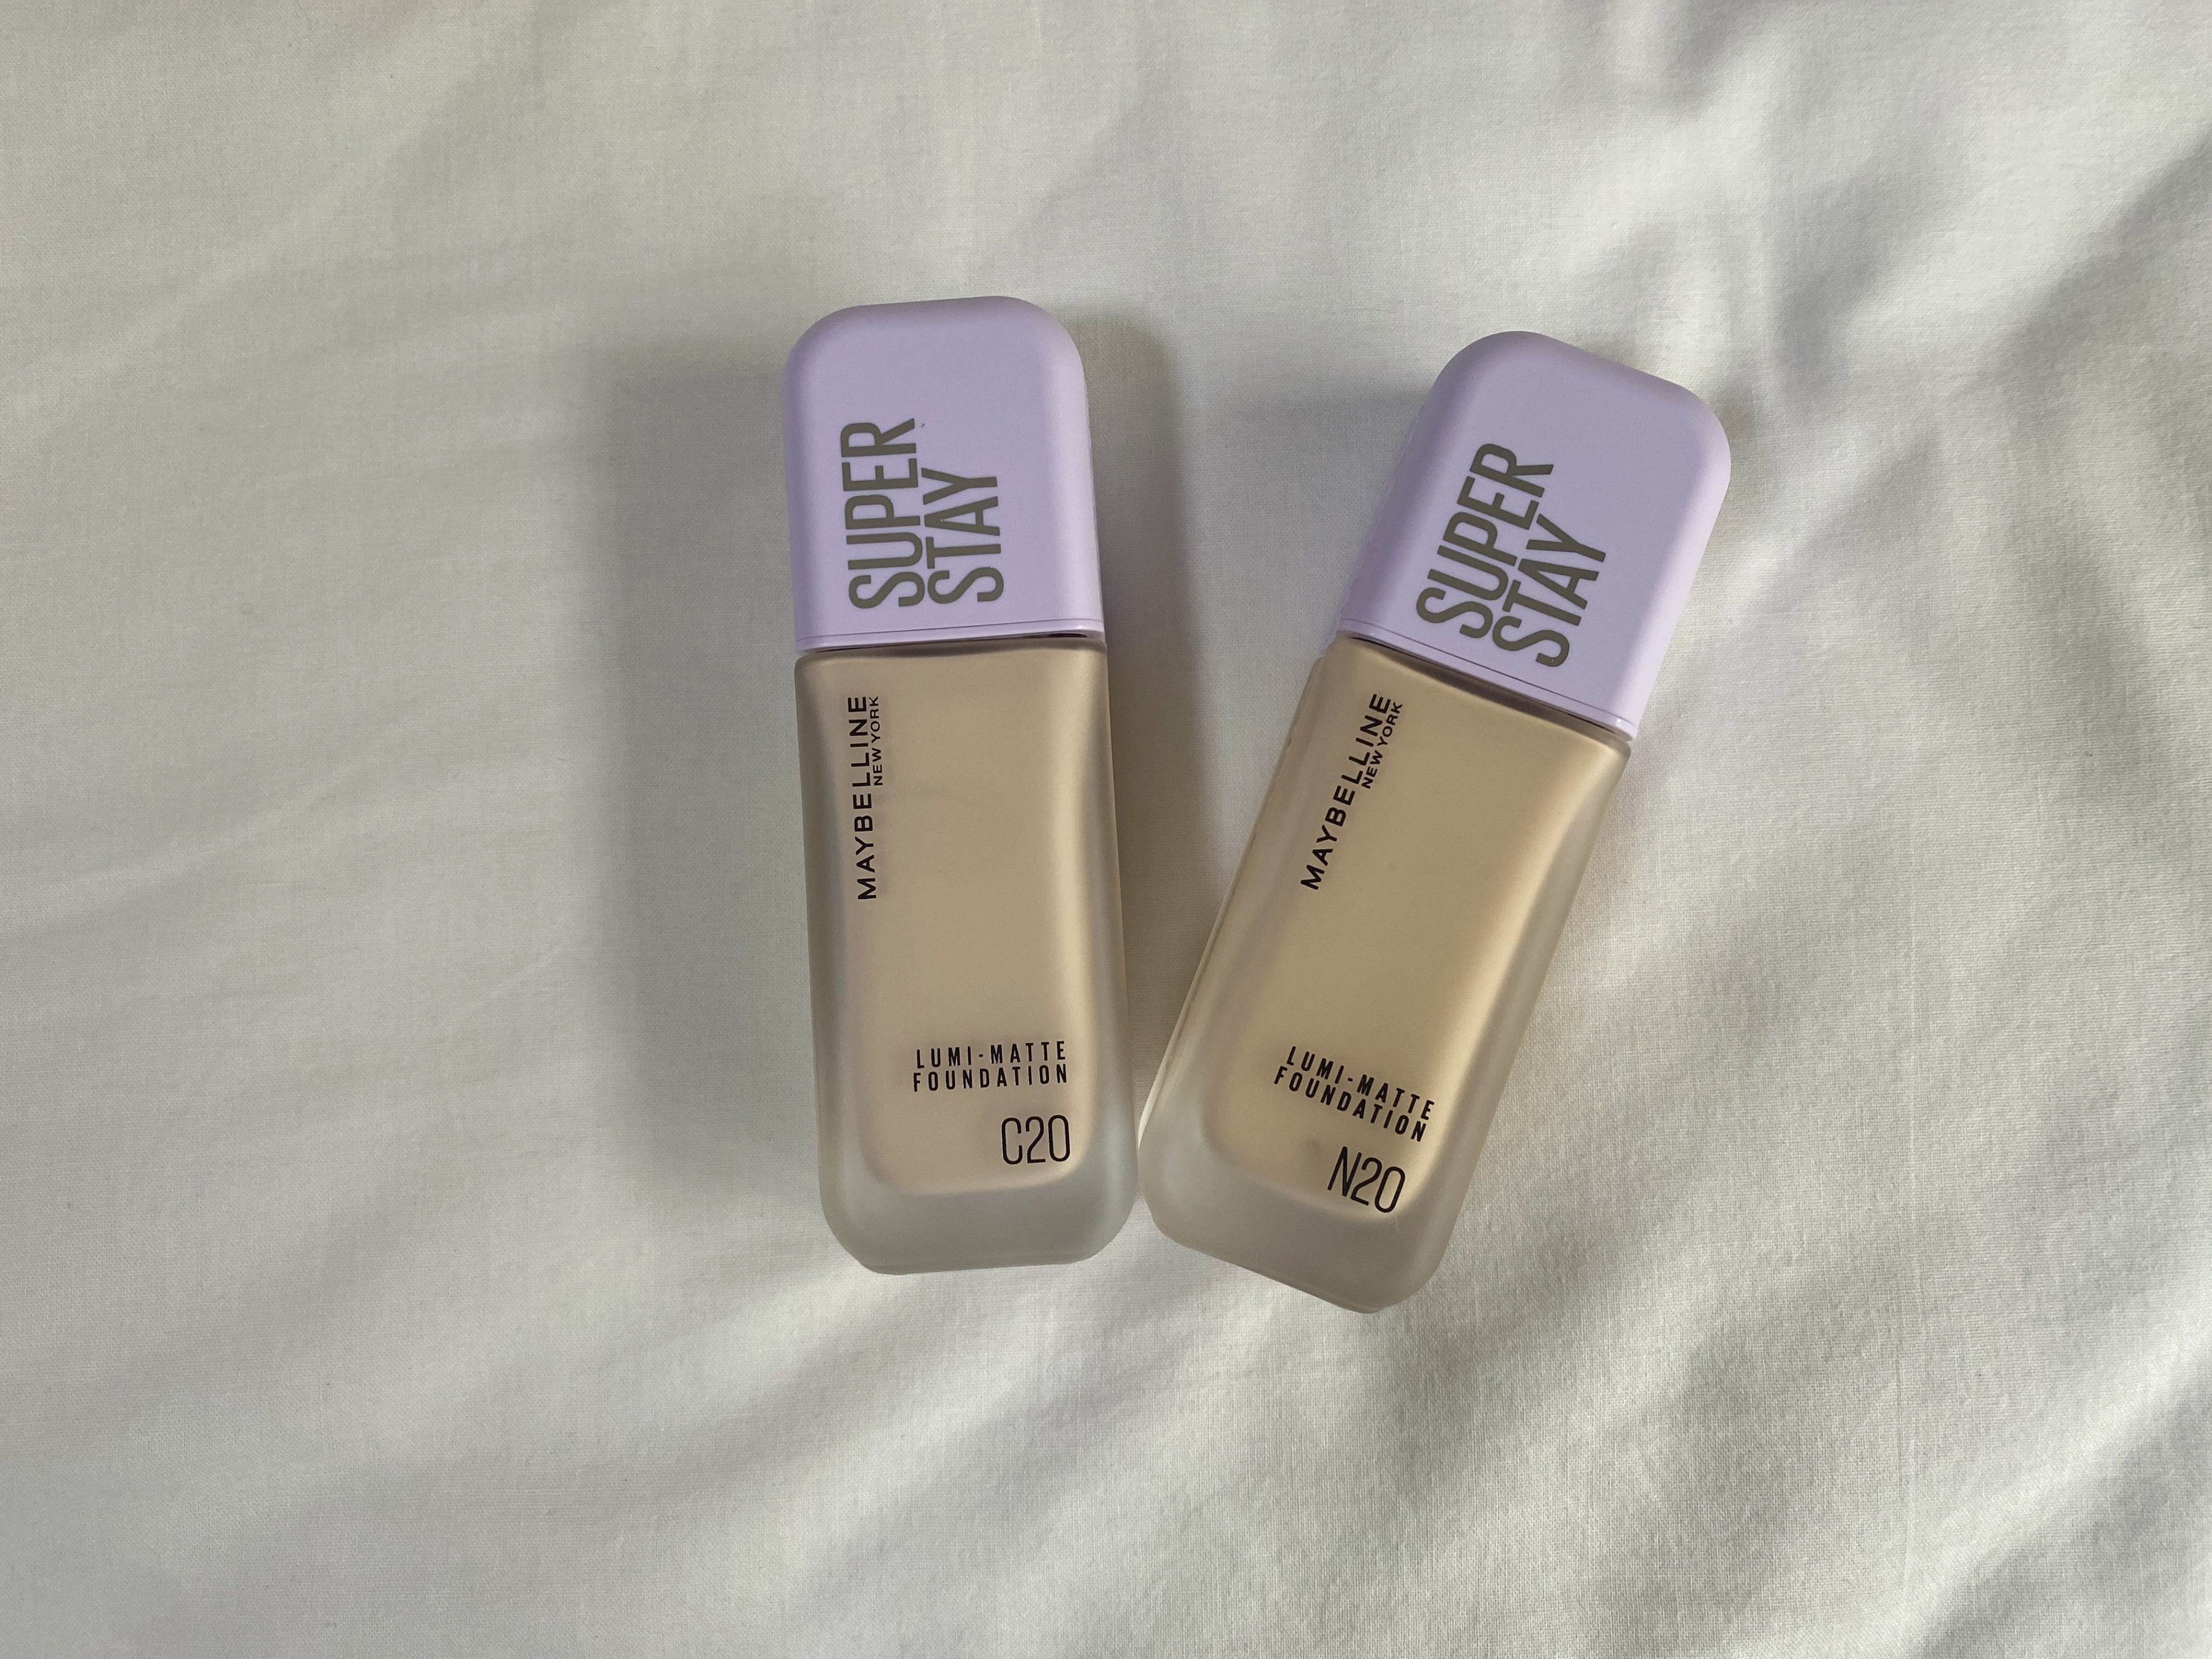 SUPER
STAY
MAYBELLINE
NEW YORK
LUMI-MATTE
FOUNDATION
C20
SUPER
STAY
MAYBELLINE
NEW YORK
LUMI-MATTE
FOUNDATION
N20